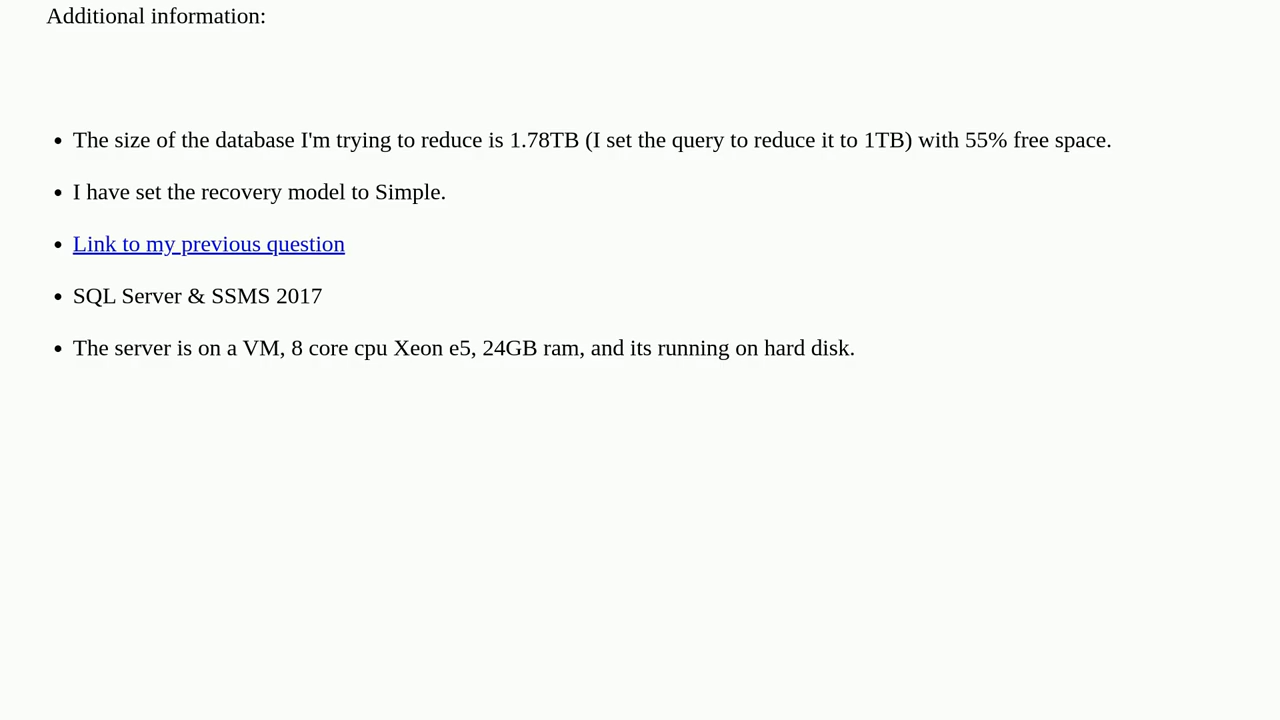 Additional information:
The size of the database I'm trying to reduce is 1.78TB (I set the query to reduce it to 1TB) with 55% free space.
I have set the recovery model to Simple.
Link to my previous question
SQL Server & SSMS 2017
The server is on a VM, 8 core cpu Xeon e5, 24GB ram, and its running on hard disk.